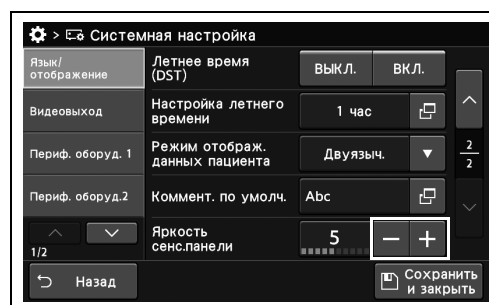 > Системная настройка
Язык/
отображение
Видеовыход
Периф. оборуд. 1
Периф. оборуд.2
1/2
Летнее время
(DST)
ВЫКЛ. ВКЛ.
Настройка летнего
времени
1 час
Режим отображ.
данных пациента
Двуязыч.
Коммент. по умолч.
Abc
Яркость
сенс.панели
5 − +
2
2
Назад
Сохранить
и закрыть